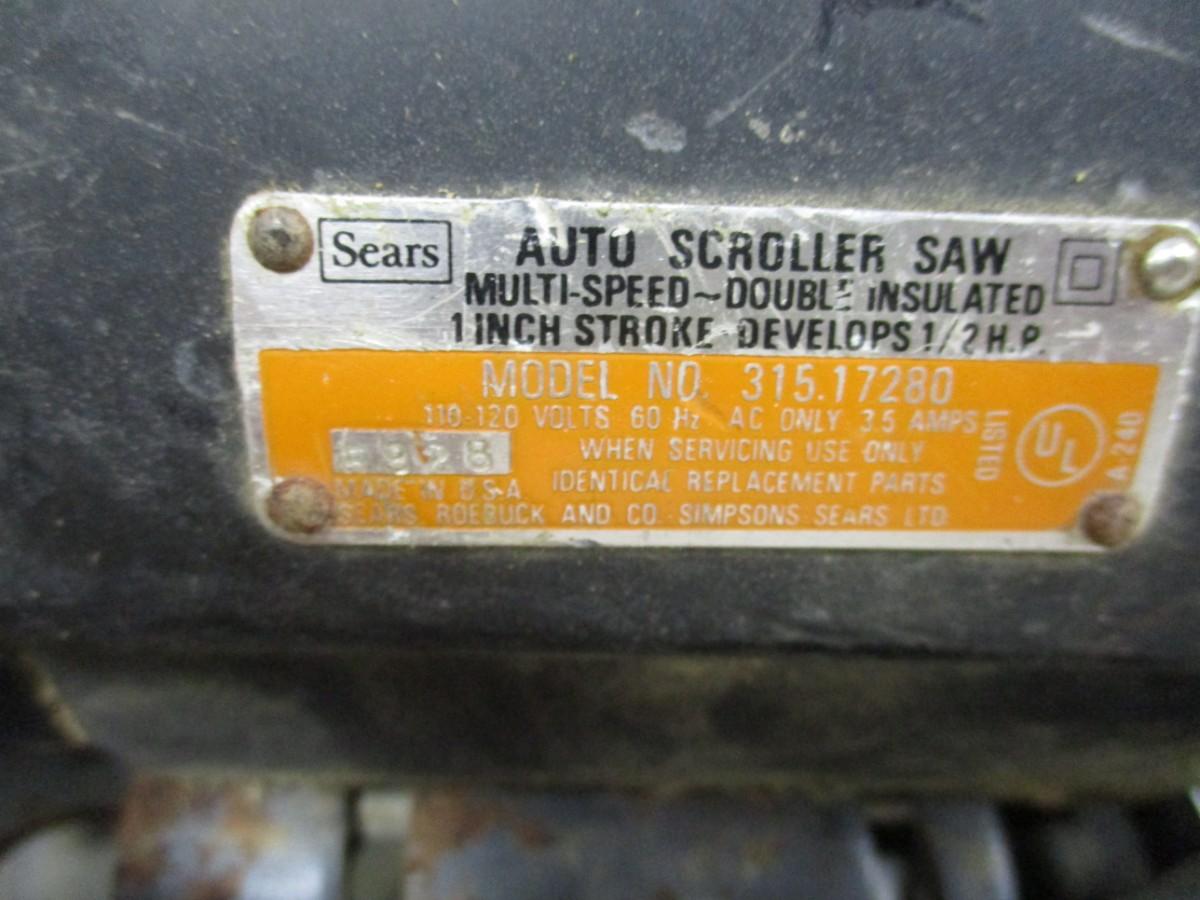 Sears
AUTO SCROLLER SAW
MULTI-SPEED~DOUBLE INSULATED
1 INCH STROKE DEVELOPS 1/2 H.P.
MODEL NO. 315.17280
110-120 VOLTS 60 Hz AC ONLY 3.5 AMPS
WHEN SERVICING USE ONLY
IDENTICAL REPLACEMENT PARTS
MADE IN U.S.A.
SEARS, ROEBUCK AND CO. SIMPSONS SEARS LTD
LISTED
UL
A 240